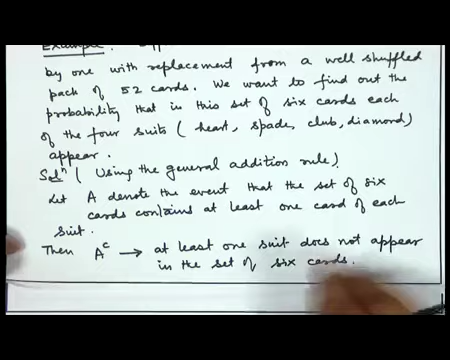 Example:
by one with replacement from a well shuffled
pack of 52 cards. We want to find out the
probability that in this set of six cards each
of the four suits (heart, spade, club, diamond)
appear.
Solⁿ (Using the general addition rule)
Let A denote the event that the set of six
cards contains at least one card of each
suit.
Then Aᶜ → at least one suit does not appear
in the set of six cards.